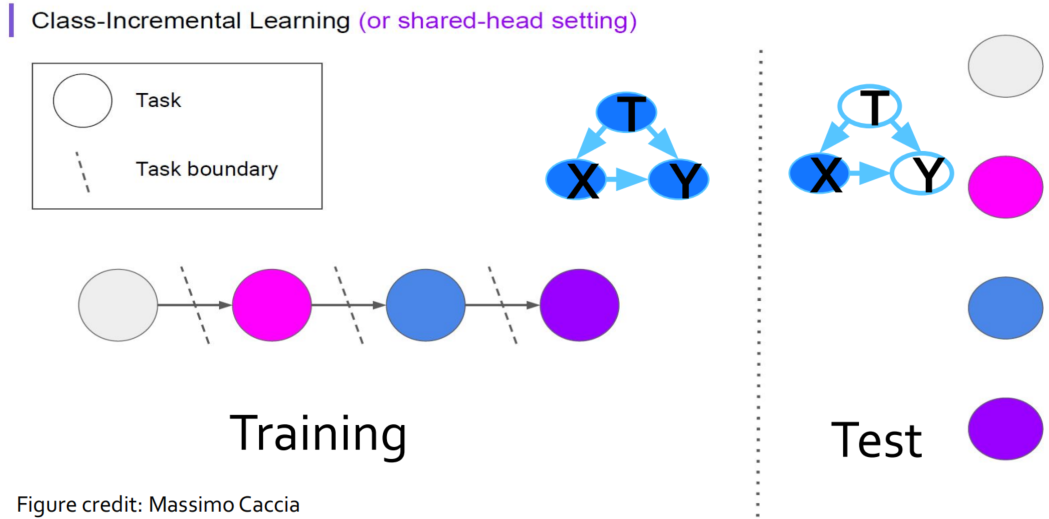 Class-Incremental Learning (or shared-head setting)
Task
Task boundary
T
X Y
T
X Y
Training
Test
Figure credit: Massimo Caccia